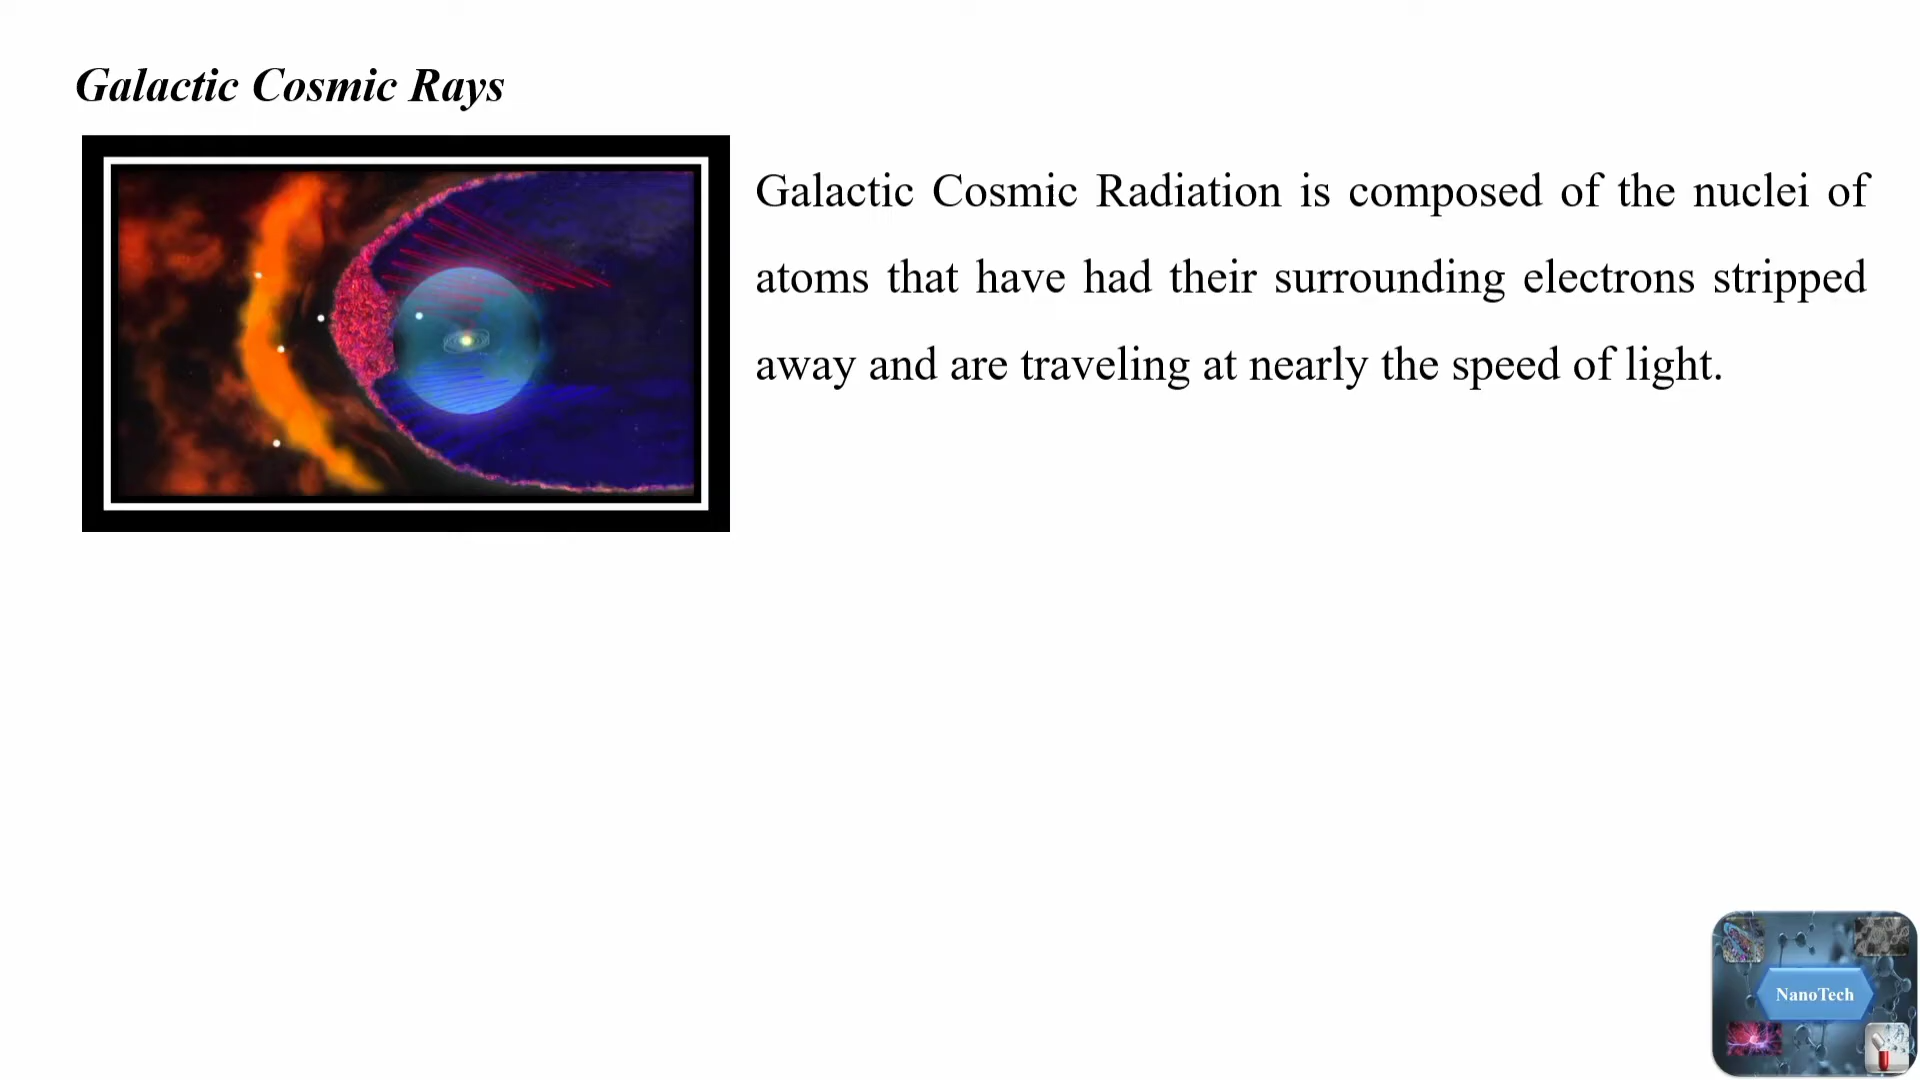 Galactic Cosmic Rays
Galactic Cosmic Radiation is composed of the nuclei of
atoms that have had their surrounding electrons stripped
away and are traveling at nearly the speed of light.
NanoTech